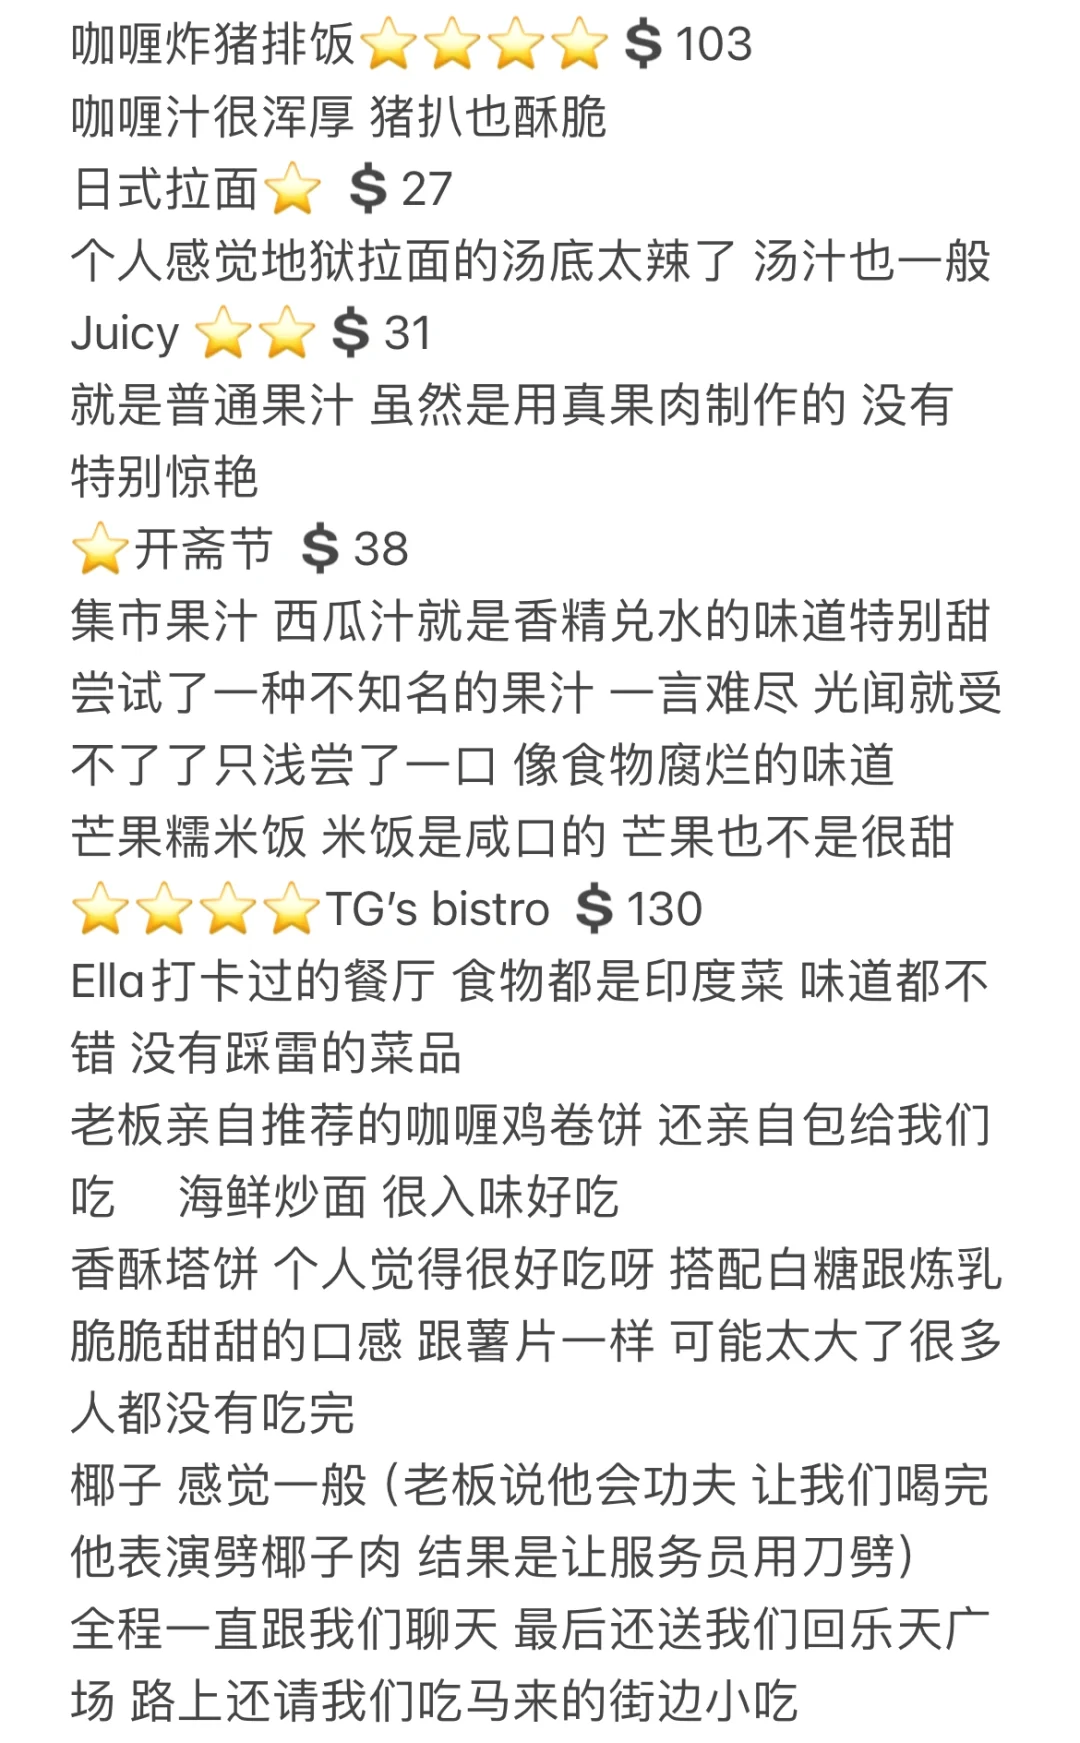 咖喱炸猪排饭⭐⭐⭐⭐💲103
咖喱汁很浑厚 猪扒也酥脆
日式拉面⭐ 💲27
个人感觉地狱拉面的汤底太辣了 汤汁也一般
Juicy ⭐⭐💲31
就是普通果汁 虽然是用真果肉制作的 没有
特别惊艳
⭐开斋节 💲38
集市果汁 西瓜汁就是香精兑水的味道特别甜
尝试了一种不知名的果汁 一言难尽 光闻就受
不了了只浅尝了一口 像食物腐烂的味道
芒果糯米饭 米饭是咸口的 芒果也不是很甜
⭐⭐⭐⭐TG’s bistro 💲130
Ella打卡过的餐厅 食物都是印度菜 味道都不
错 没有踩雷的菜品
老板亲自推荐的咖喱鸡卷饼 还亲自包给我们
吃　海鲜炒面 很入味好吃
香酥塔饼 个人觉得很好吃呀 搭配白糖跟炼乳
脆脆甜甜的口感 跟薯片一样 可能太大了很多
人都没有吃完
椰子 感觉一般 (老板说他会功夫 让我们喝完
他表演劈椰子肉 结果是让服务员用刀劈)
全程一直跟我们聊天 最后还送我们回乐天广
场 路上还请我们吃马来的街边小吃